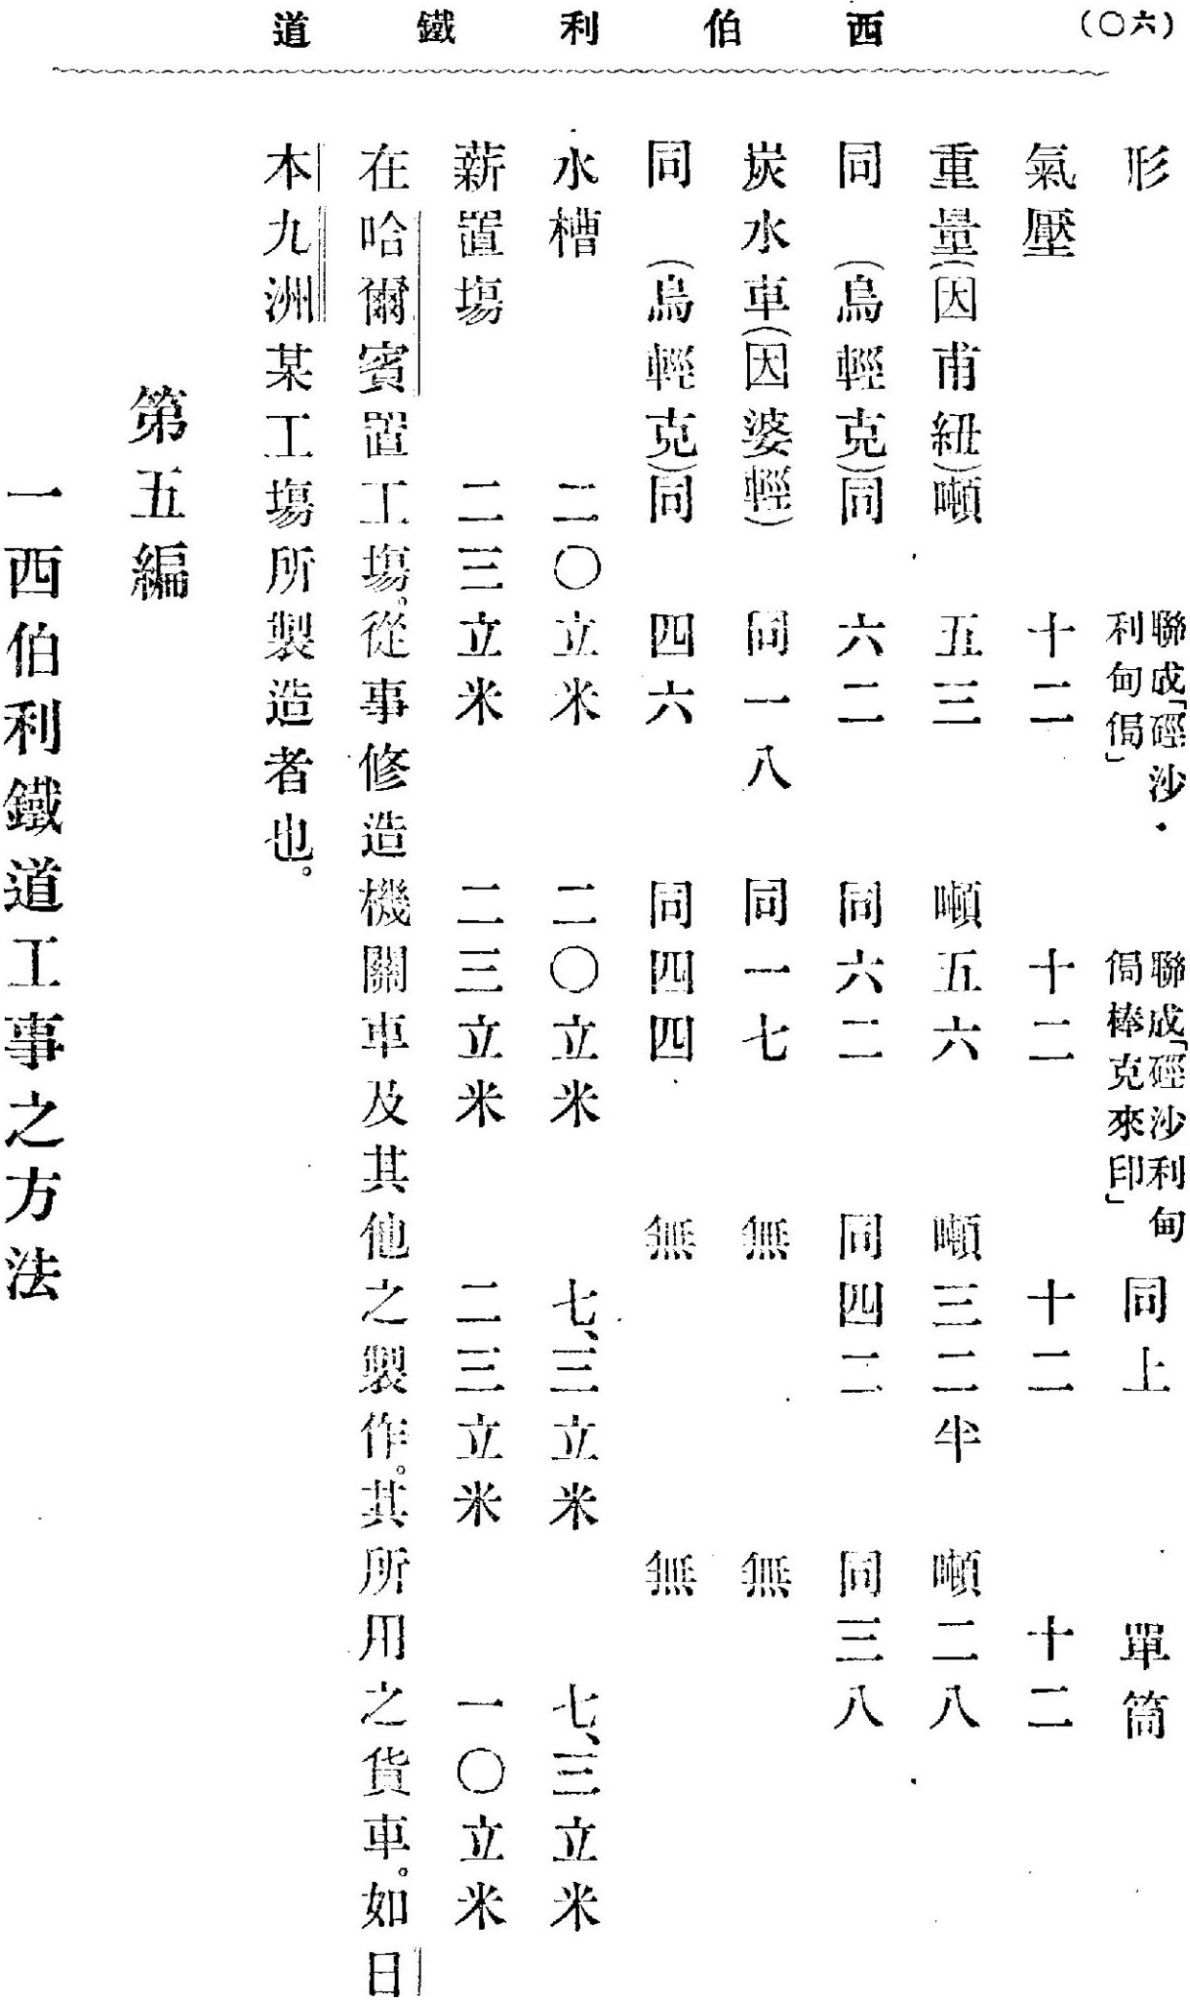 (六〇)
西伯利鐵道
形 聯成「硜沙・利甸侷」 聯成「硜沙利甸侷棒克來印」 同上 單筩
氣壓 十二 十二 十二 十二
重量(因甫紐)噸 五三 噸五六 噸三二半 噸二八
同 (烏輕克)同 六二 同六二 同四二 同三八
炭水車(因婆輕) 同一八 同一七 無 無
同 (烏輕克)同 四六 同四四 無 無
水槽 二〇立米 二〇立米 七、三立米 七、三立米
薪置塲 二三立米 二三立米 二三立米 一〇立米
在哈爾賓置工塲。從事修造機關車及其他之製作。其所用之貨車。如日
本九洲某工塲所製造者也。
第五編
一西伯利鐵道工事之方法